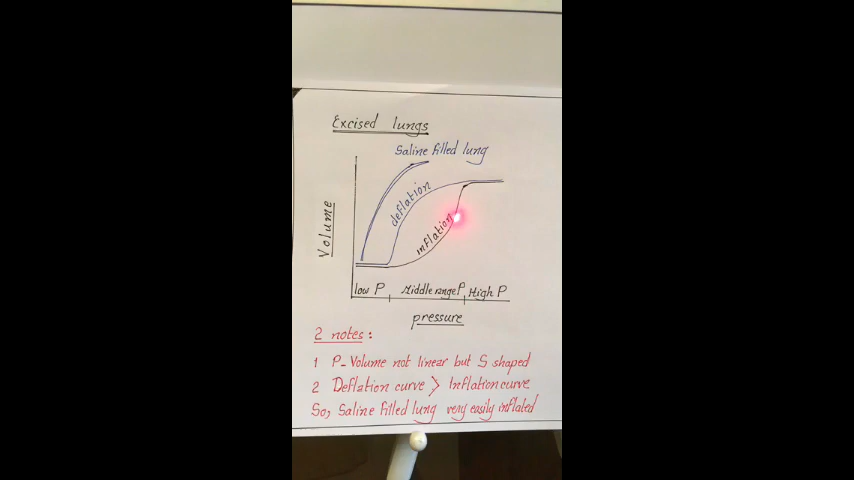 Excised lungs
Saline filled lung
deflation
inflation
Volume
low P
Middle range P
High P
pressure
2 notes:
1 P-Volume not linear but S shaped
2 Deflation curve > Inflation curve
So, Saline filled lung very easily inflated